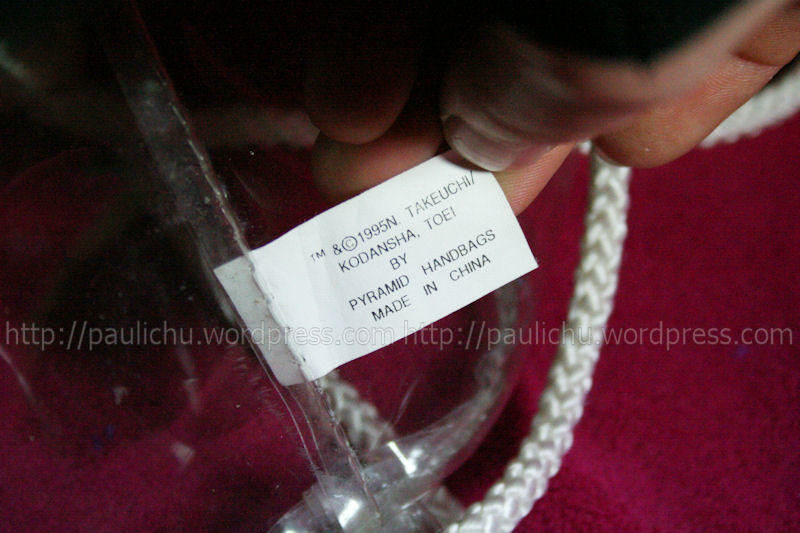 ™ &©1995N. TAKEUCHI/
KODANSHA, TOEI
BY
PYRAMID HANDBAGS
MADE IN CHINA
http://paulichu.wordpress.com http://paulichu.wordpress.com